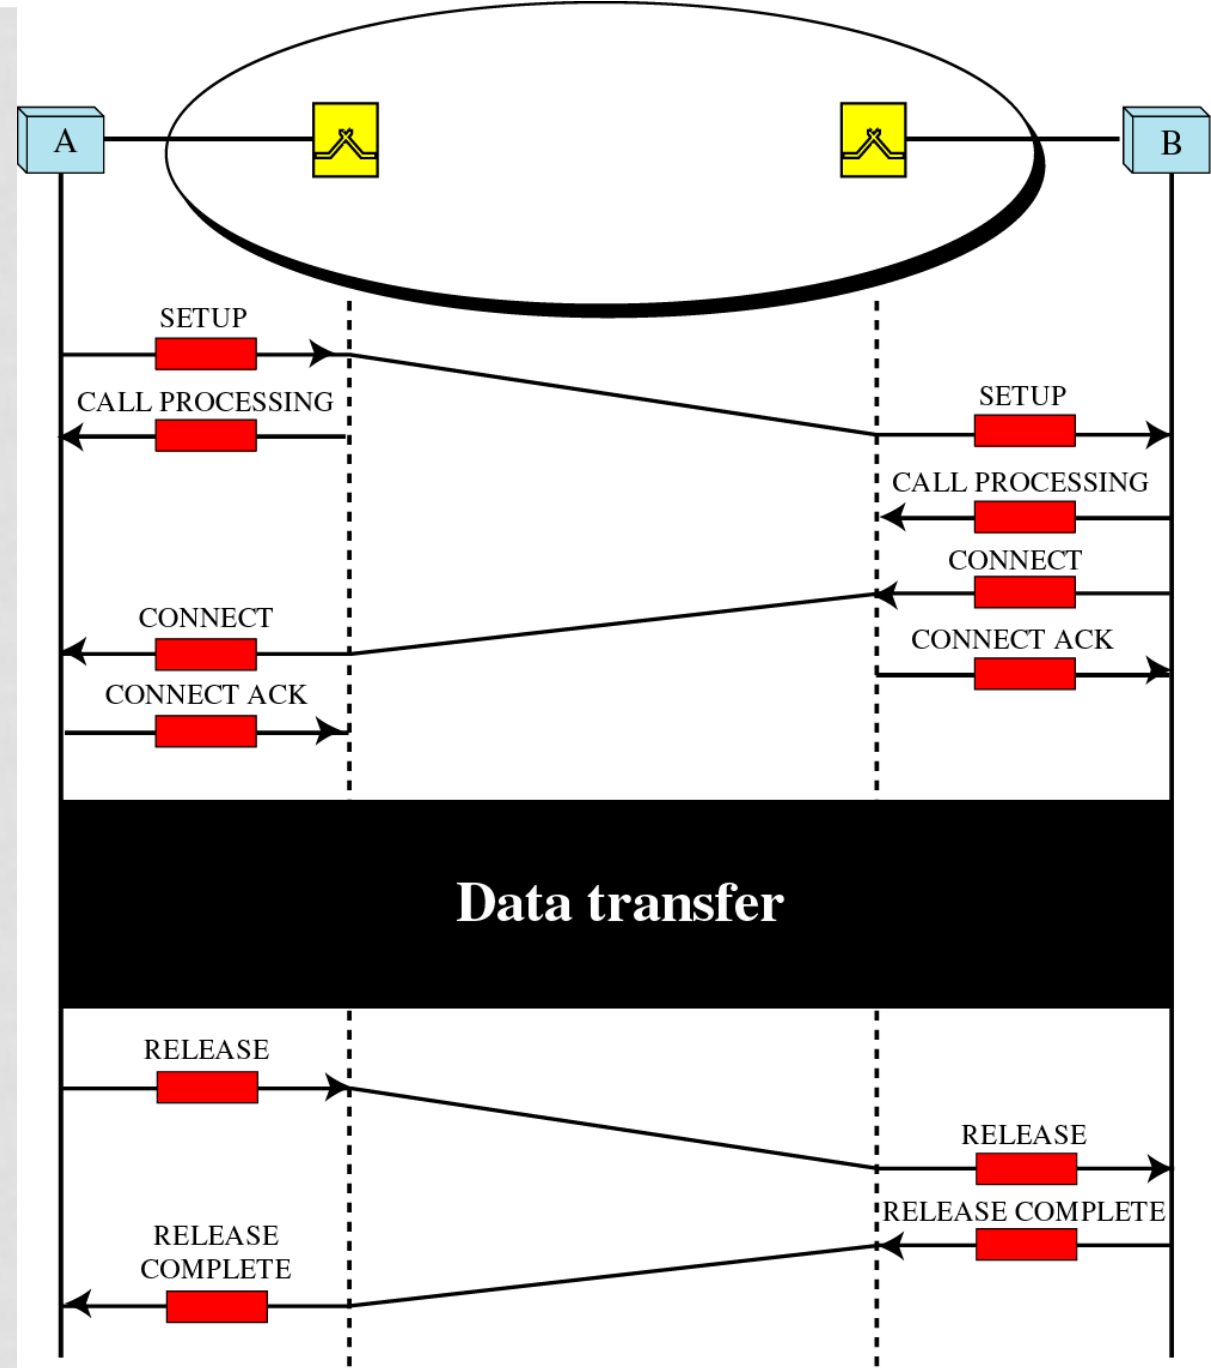 A
B
SETUP
SETUP
CALL PROCESSING
CALL PROCESSING
CONNECT
CONNECT
CONNECT ACK
CONNECT ACK
Data transfer
RELEASE
RELEASE
RELEASE COMPLETE
RELEASE
COMPLETE